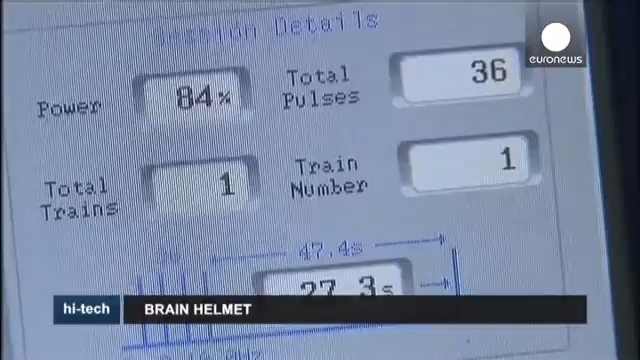 Session Details
euronews
Power
84%
Total
Pulses
36
Total
Trains
1
Train
Number
1
47.4s
27.3s
hi-tech
BRAIN HELMET